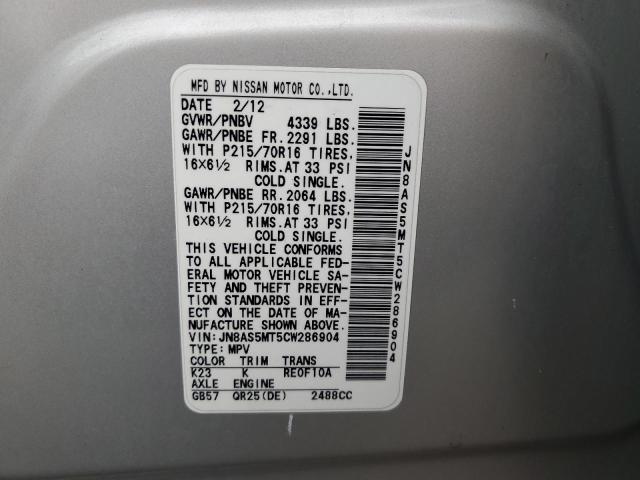 MFD BY NISSAN MOTOR CO.,LTD.
DATE 2/12
GVWR/PNBV 4339 LBS.
GAWR/PNBE FR. 2291 LBS.
WITH P215/70R16 TIRES,
16X6½ RIMS.AT 33 PSI
COLD SINGLE.
GAWR/PNBE RR. 2064 LBS.
WITH P215/70R16 TIRES,
16X6½ RIMS.AT 33 PSI
COLD SINGLE.
THIS VEHICLE CONFORMS
TO ALL APPLICABLE FED-
ERAL MOTOR VEHICLE SA-
FETY AND THEFT PREVEN-
TION STANDARDS IN EFF-
ECT ON THE DATE OF MA-
NUFACTURE SHOWN ABOVE.
VIN: JN8AS5MT5CW286904
TYPE: MPV
COLOR TRIM TRANS
K23 K RE0F10A
AXLE ENGINE
GB57 QR25(DE) 2488CC
JN8AS5MT5CW286904